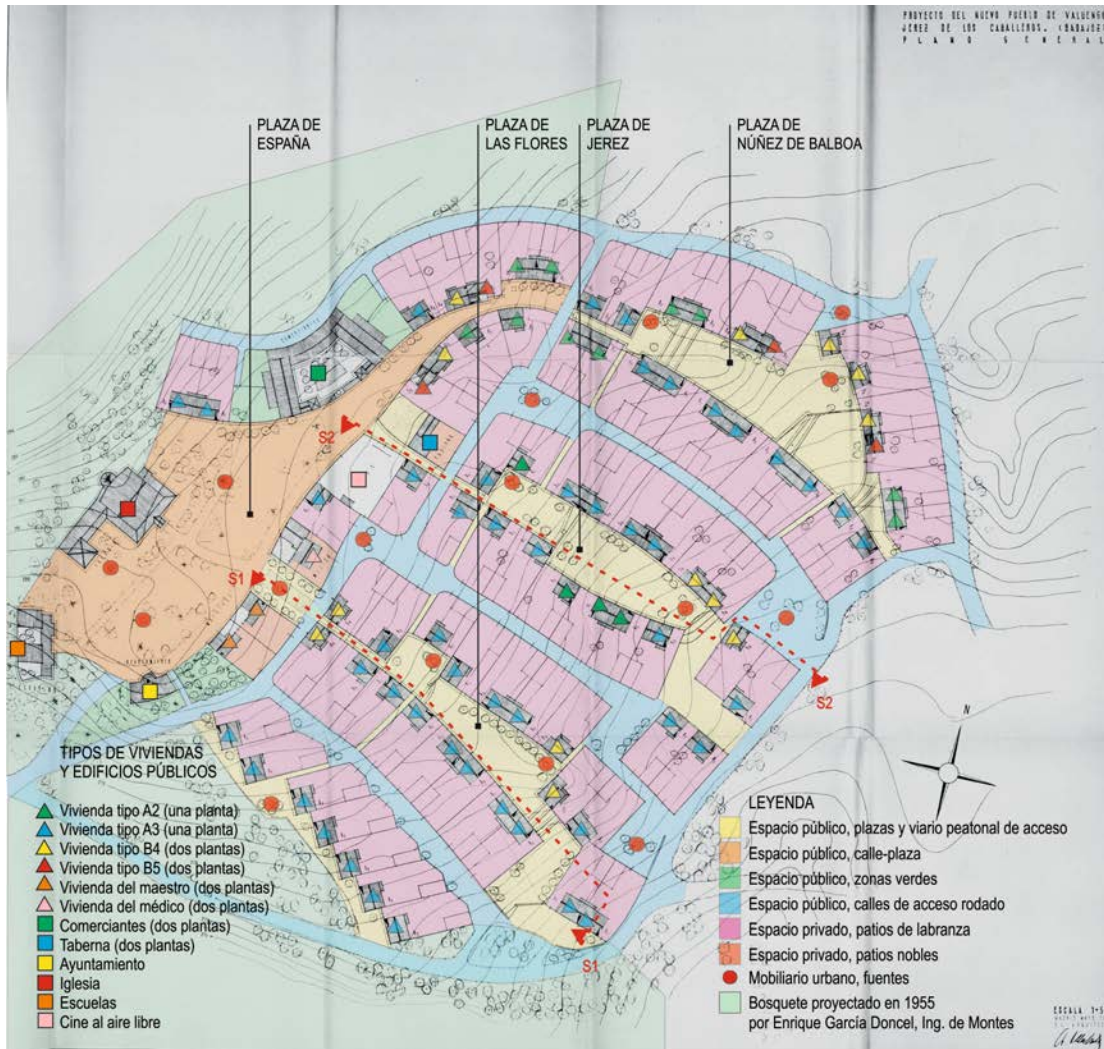 PROYECTO DEL NUEVO PUEBLO DE VALUENGO
JEREZ DE LOS CABALLEROS. (BADAJOZ)
PLANO GENERAL
PLAZA DE
ESPAÑA
PLAZA DE
LAS FLORES
PLAZA DE
JEREZ
PLAZA DE
NÚÑEZ DE BALBOA
S2
S1
S2
S1
N
TIPOS DE VIVIENDAS
Y EDIFICIOS PÚBLICOS
Vivienda tipo A2 (una planta)
Vivienda tipo A3 (una planta)
Vivienda tipo B4 (dos plantas)
Vivienda tipo B5 (dos plantas)
Vivienda del maestro (dos plantas)
Vivienda del médico (dos plantas)
Comerciantes (dos plantas)
Taberna (dos plantas)
Ayuntamiento
Iglesia
Escuelas
Cine al aire libre
LEYENDA
Espacio público, plazas y viario peatonal de acceso
Espacio público, calle-plaza
Espacio público, zonas verdes
Espacio público, calles de acceso rodado
Espacio privado, patios de labranza
Espacio privado, patios nobles
Mobiliario urbano, fuentes
Bosquete proyectado en 1955
por Enrique García Doncel, Ing. de Montes
ESCALA